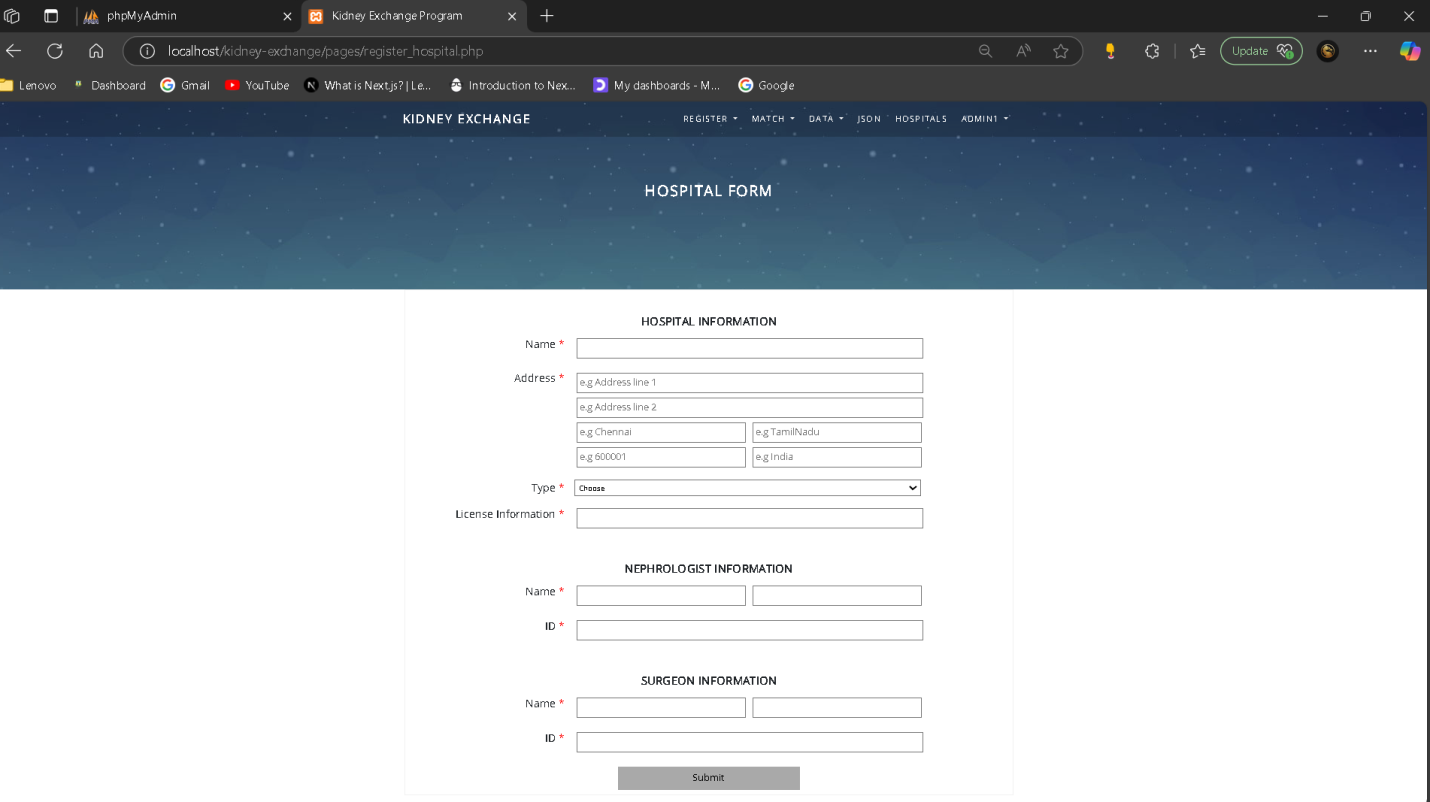 phpMyAdmin
Kidney Exchange Program
localhost/kidney-exchange/pages/register_hospital.php
Update
Lenovo Dashboard Gmail YouTube What is Next.js? | Le... Introduction to Nex... My dashboards - M... Google
KIDNEY EXCHANGE REGISTER MATCH DATA JSON HOSPITALS ADMIN1
HOSPITAL FORM
HOSPITAL INFORMATION
Name *
Address * e.g Address line 1
e.g Address line 2
e.g Chennai e.g TamilNadu
e.g 600001 e.g India
Type * Choose
License Information *
NEPHROLOGIST INFORMATION
Name *
ID *
SURGEON INFORMATION
Name *
ID *
Submit